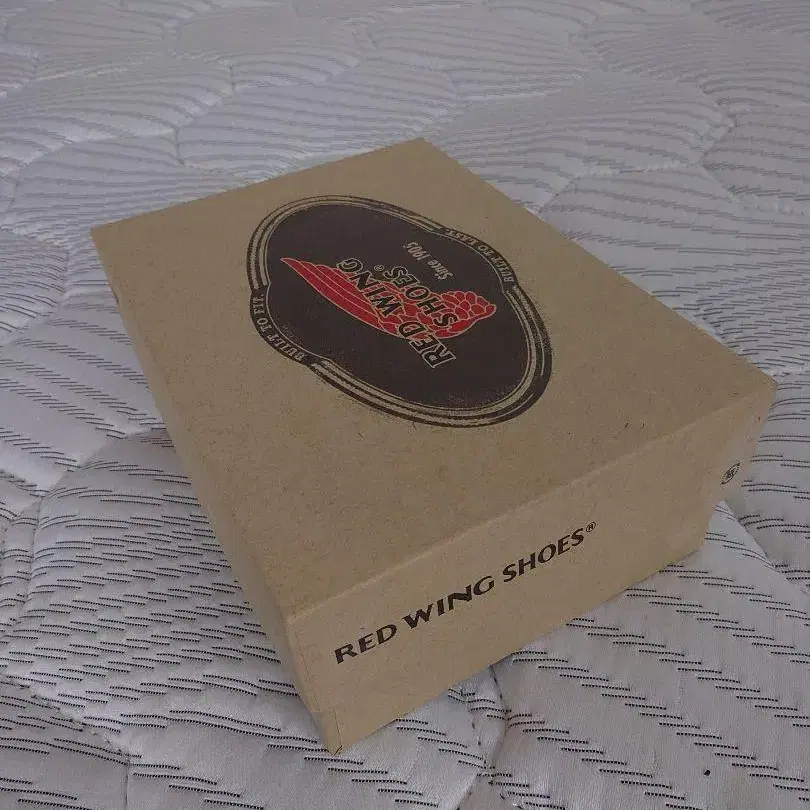 BUILT TO FIT.
RED WING
SHOES®
Since 1905
BUILT TO LAST.
RED WING SHOES®